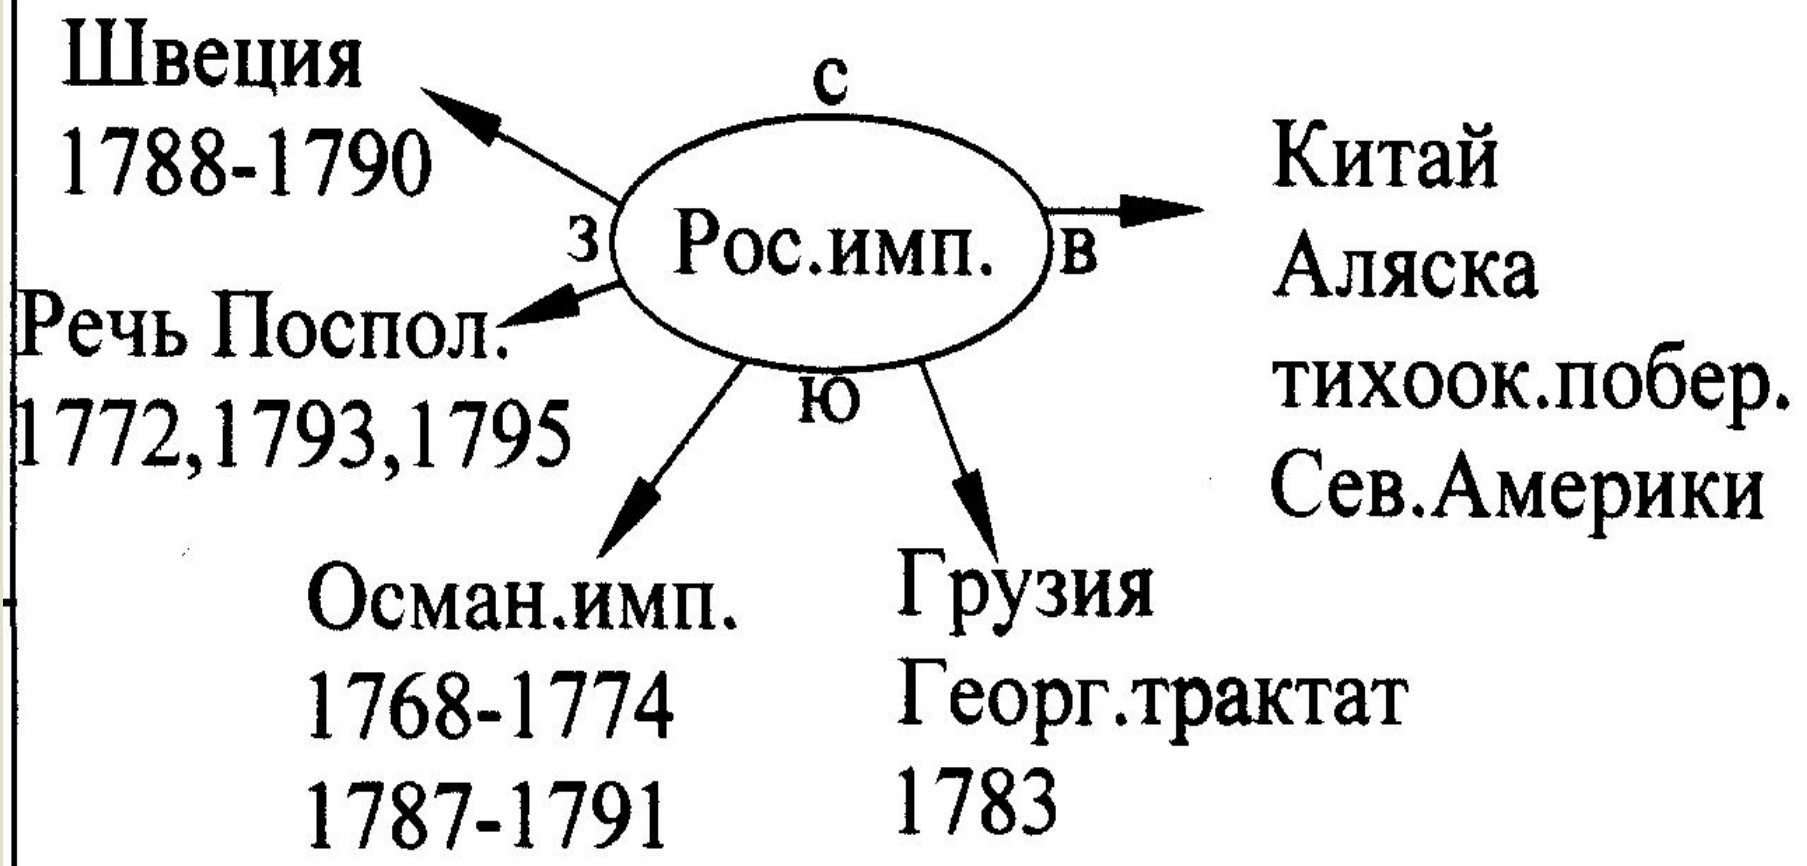 Швеция
1788-1790
с
з
Рос.имп.
в
Китай
Аляска
тихоок.побер.
Сев.Америки
Речь Поспол.
1772,1793,1795
ю
Осман.имп.
1768-1774
1787-1791
Грузия
Георг.трактат
1783